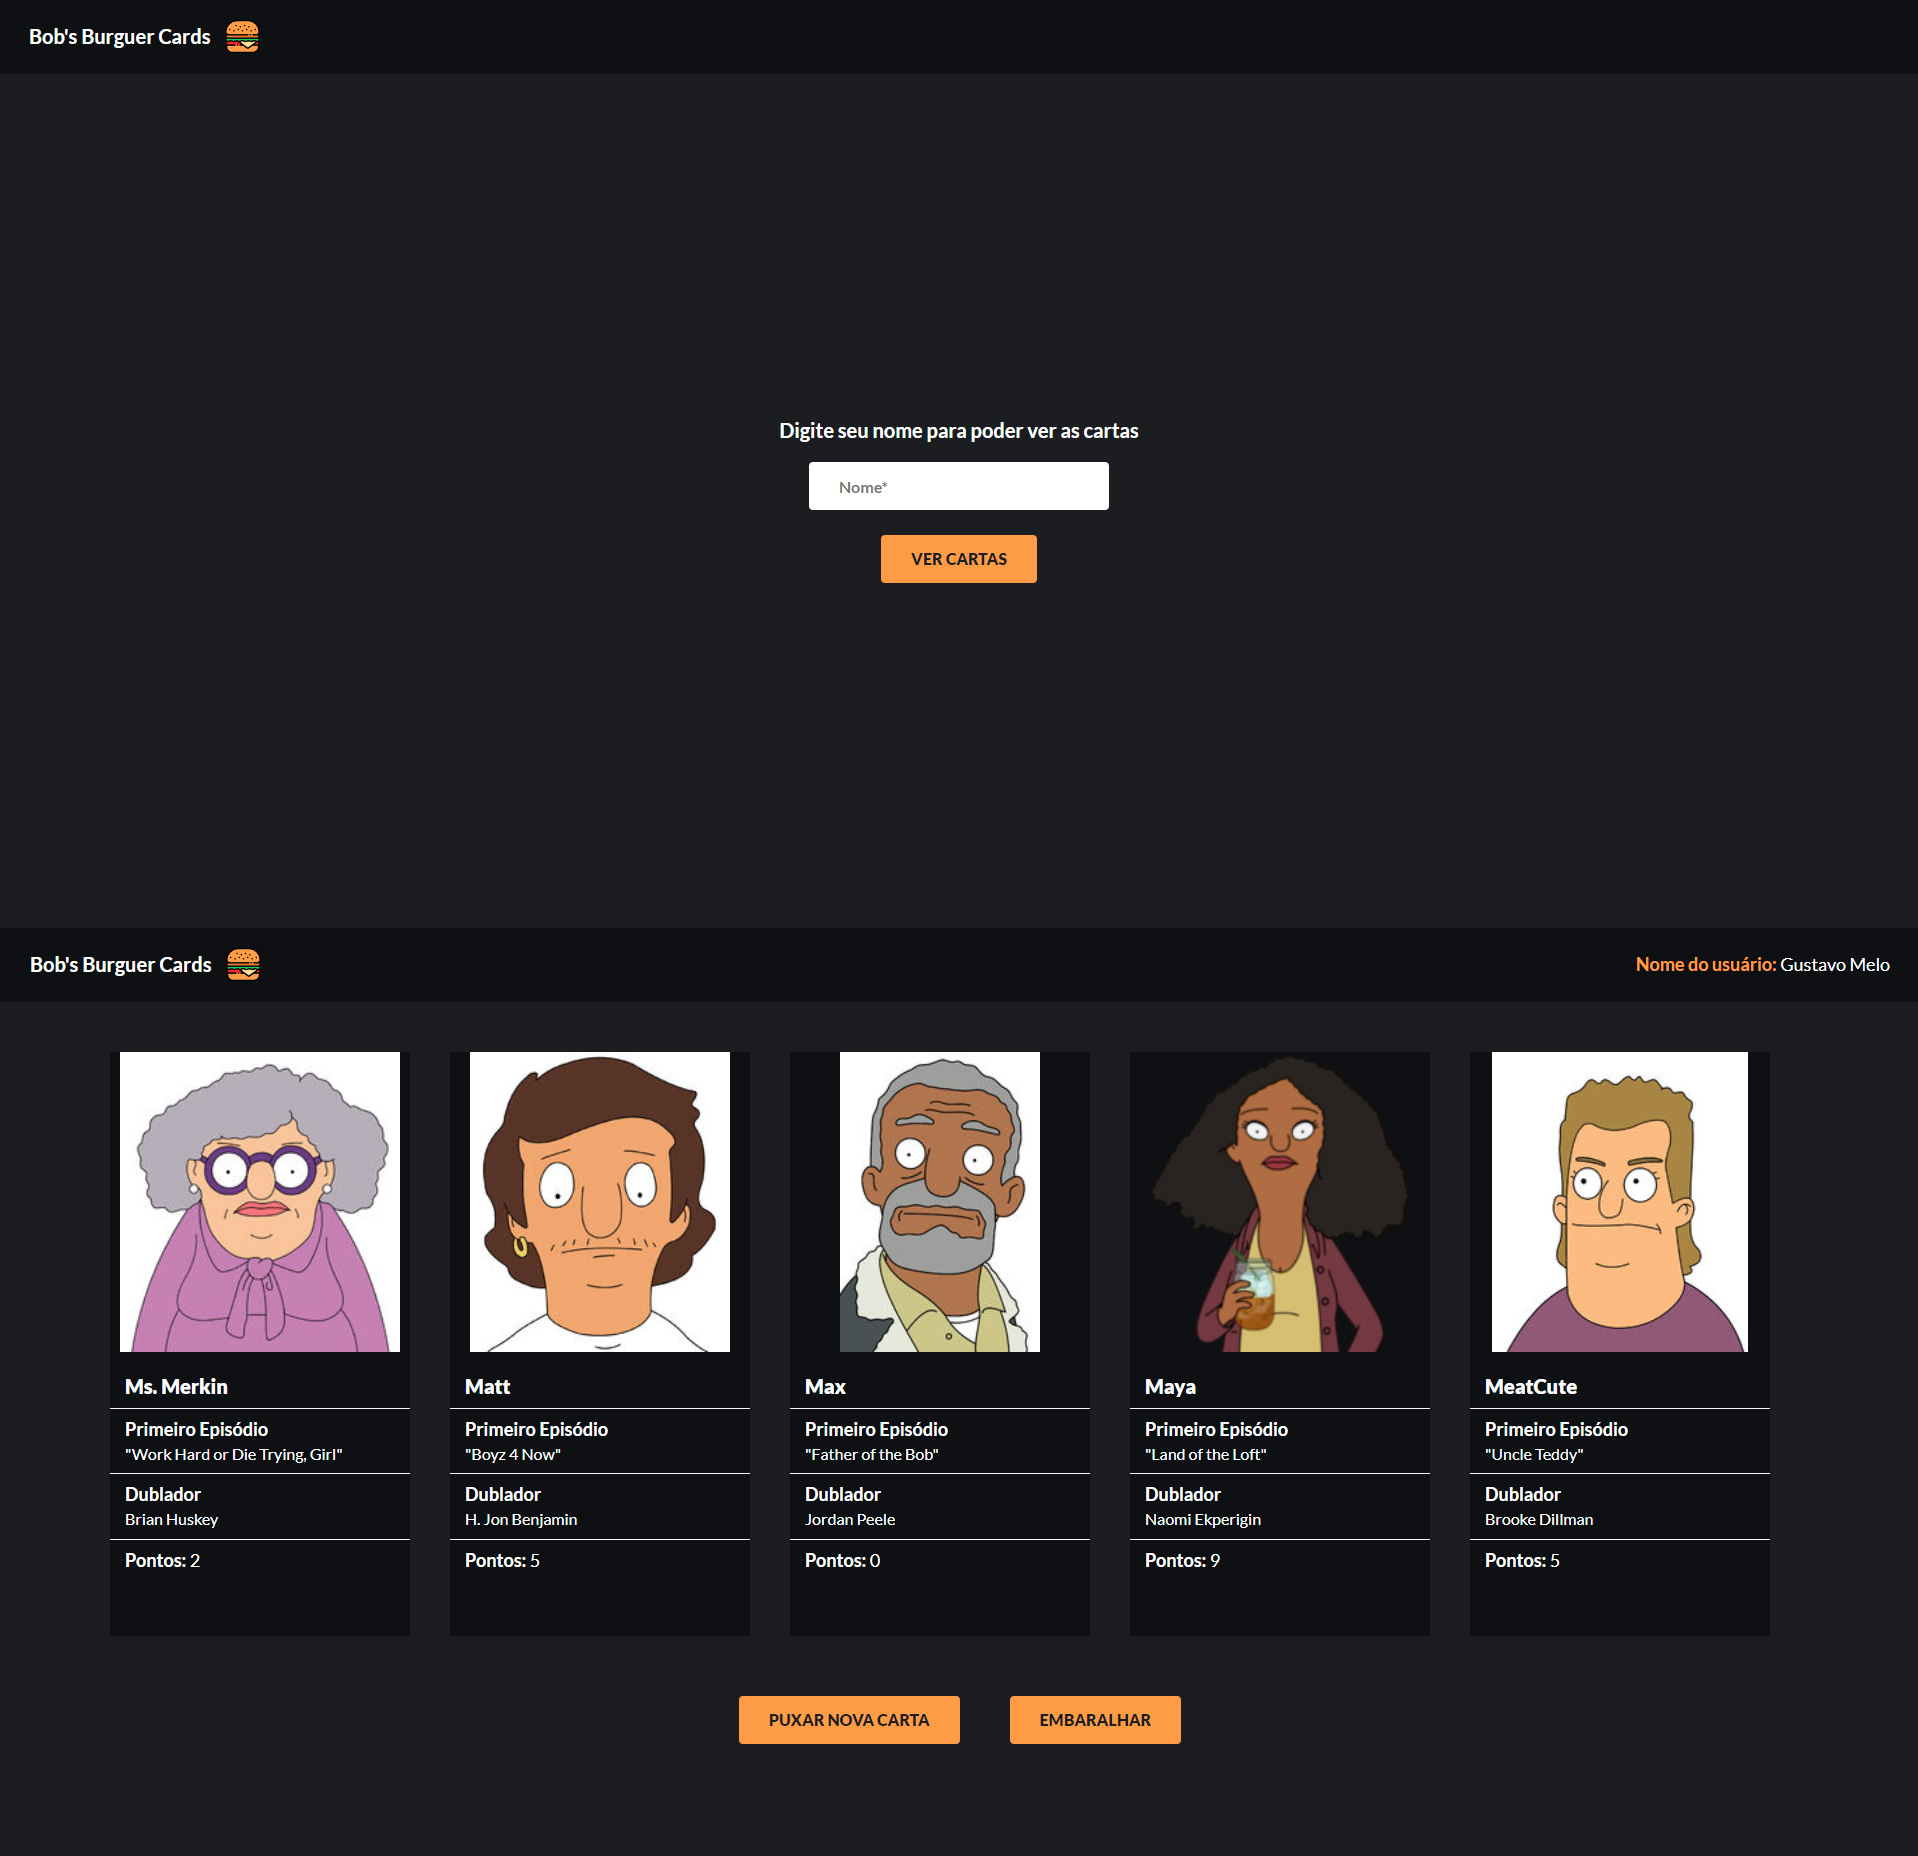 Bob's Burguer Cards
Digite seu nome para poder ver as cartas
Nome*
VER CARTAS
Bob's Burguer Cards
Nome do usuário: Gustavo Melo
Ms. Merkin
Primeiro Episódio
"Work Hard or Die Trying, Girl"
Dublador
Brian Huskey
Pontos: 2
Matt
Primeiro Episódio
"Boyz 4 Now"
Dublador
H. Jon Benjamin
Pontos: 5
Max
Primeiro Episódio
"Father of the Bob"
Dublador
Jordan Peele
Pontos: 0
Maya
Primeiro Episódio
"Land of the Loft"
Dublador
Naomi Ekperigin
Pontos: 9
MeatCute
Primeiro Episódio
"Uncle Teddy"
Dublador
Brooke Dillman
Pontos: 5
PUXAR NOVA CARTA
EMBARALHAR